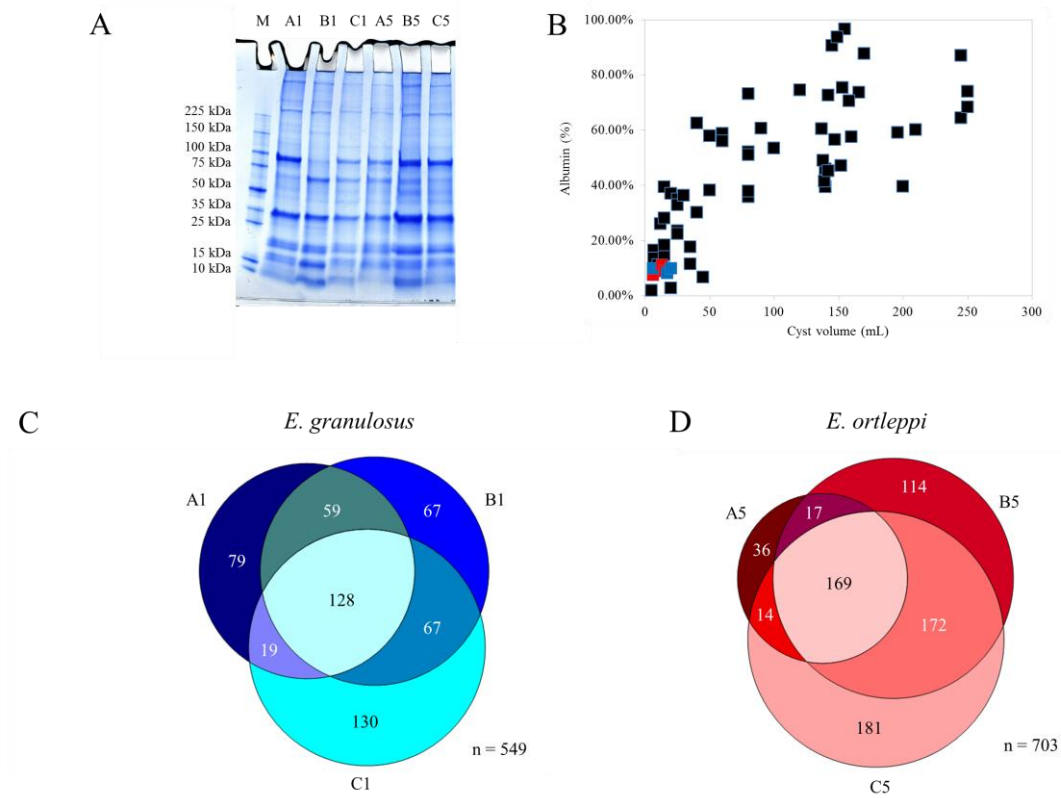 A
M A1 B1 C1 A5 B5 C5
225 kDa
150 kDa
100 kDa
75 kDa
50 kDa
35 kDa
25 kDa
15 kDa
10 kDa
B
100.00%
80.00%
60.00%
40.00%
20.00%
0.00%
Albumin (%)
0 50 100 150 200 250 300
Cyst volume (mL)
C
E. granulosus
A1
B1
59
67
79
128
19
67
130
n = 549
C1
D
E. ortleppi
A5
B5
114
17
36
169
14
172
181
n = 703
C5